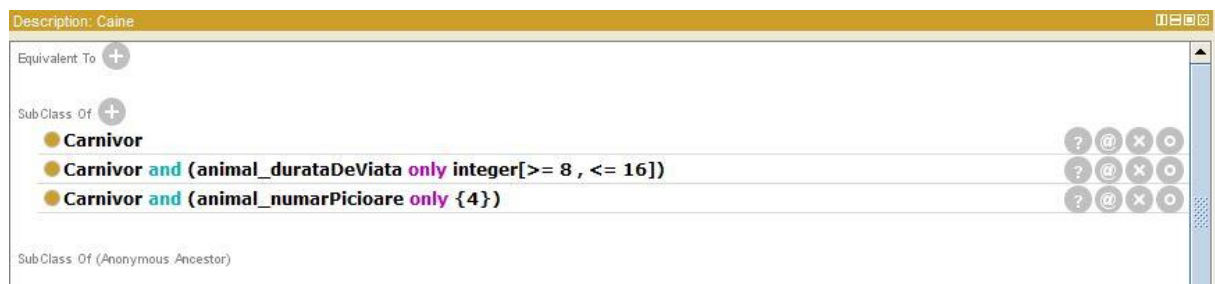 Description: Caine
Equivalent To
SubClass Of
Carnivor
Carnivor and (animal_durataDeViata only integer[>= 8 , <= 16])
Carnivor and (animal_numarPicioare only {4})
SubClass Of (Anonymous Ancestor)